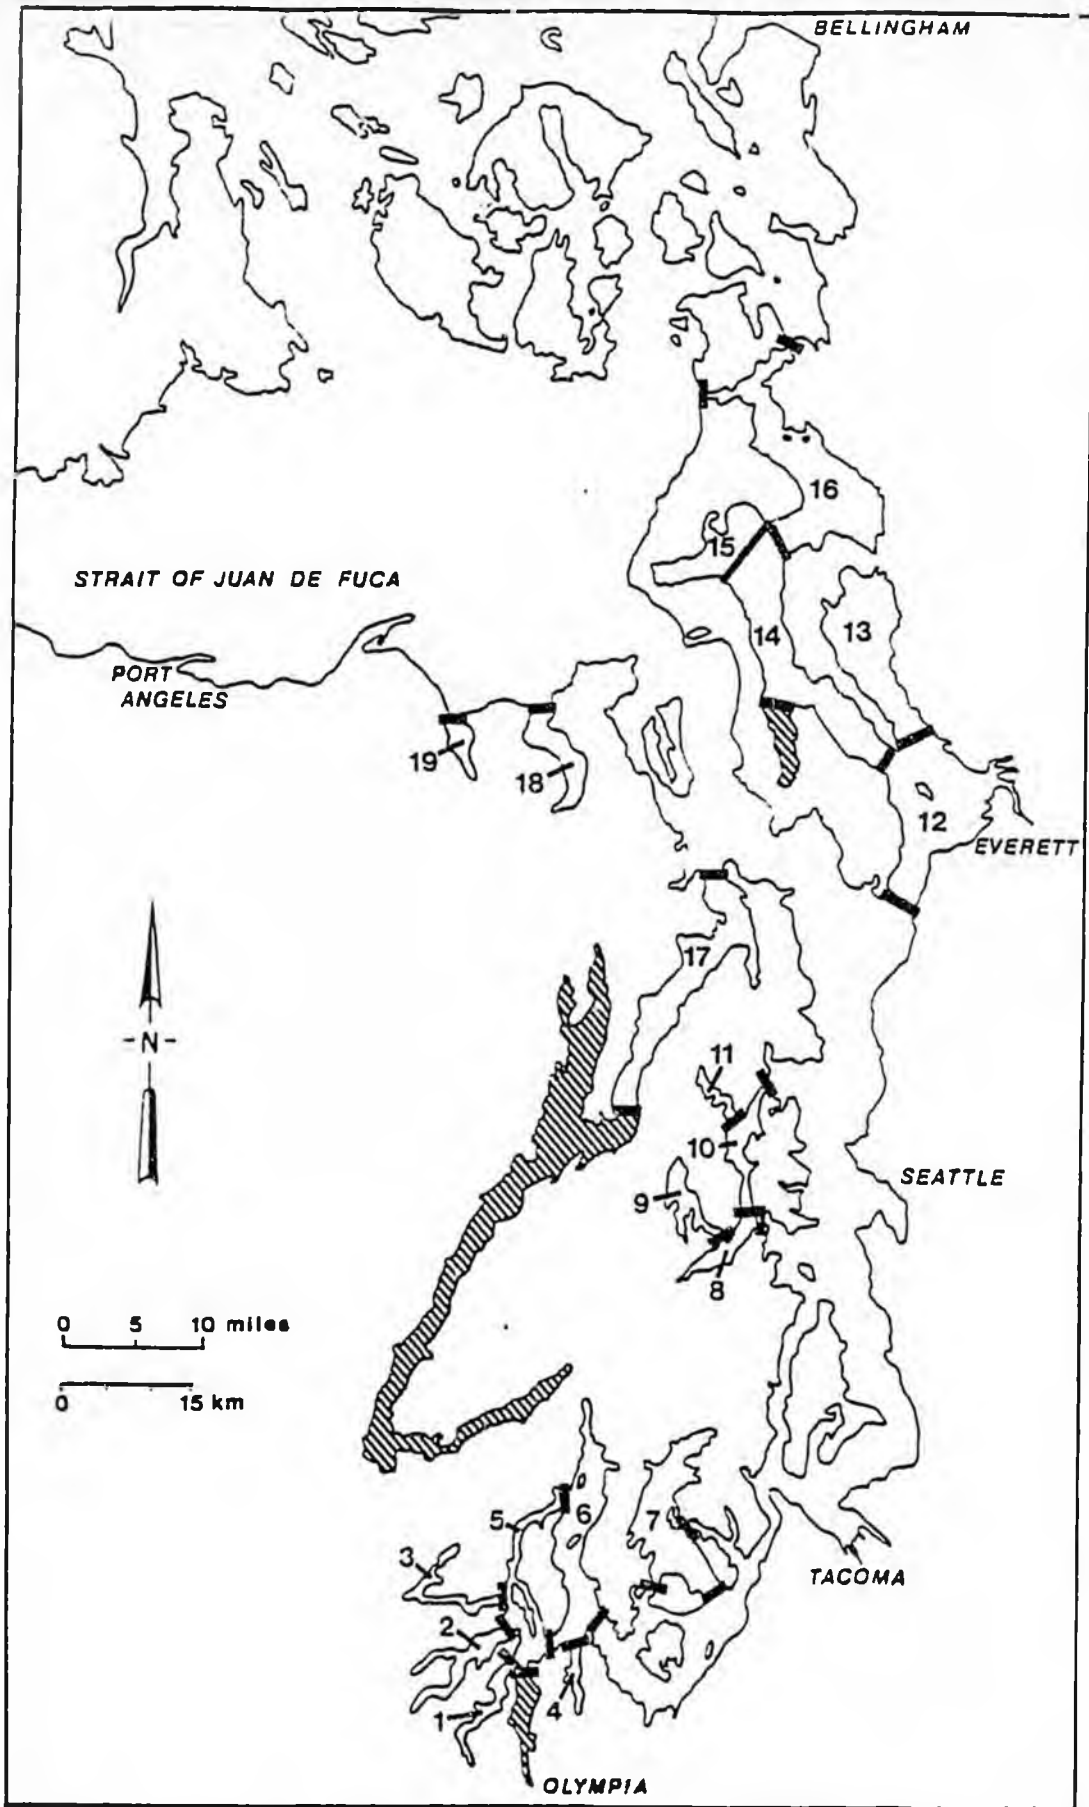 BELLINGHAM
16
15
STRAIT OF JUAN DE FUCA
14
13
PORT
ANGELES
19
18
12
EVERETT
17
-N-
11
10
SEATTLE
9
8
0 5 10 miles
0 15 km
5
6
7
3
TACOMA
2
4
1
OLYMPIA